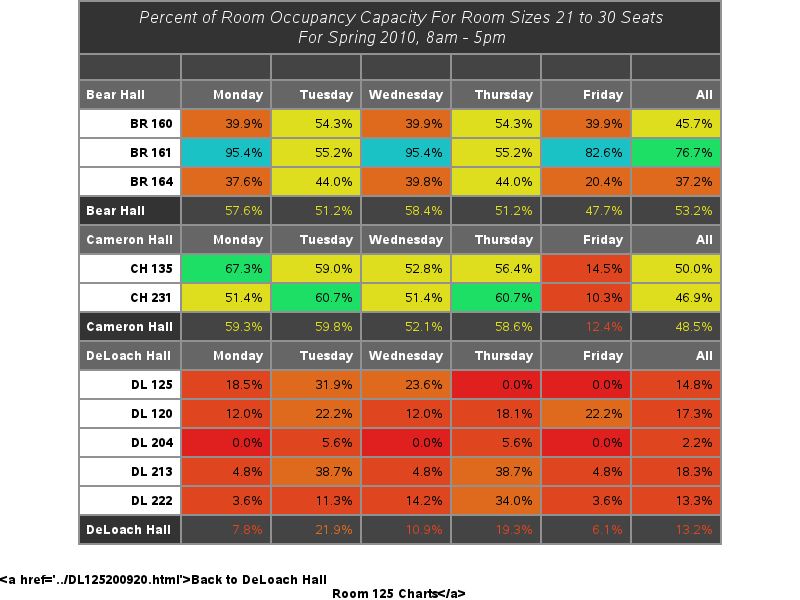 Percent of Room Occupancy Capacity For Room Sizes 21 to 30 Seats
For Spring 2010, 8am - 5pm
Bear Hall Monday Tuesday Wednesday Thursday Friday All
BR 160 39.9% 54.3% 39.9% 54.3% 39.9% 45.7%
BR 161 95.4% 55.2% 95.4% 55.2% 82.6% 76.7%
BR 164 37.6% 44.0% 39.8% 44.0% 20.4% 37.2%
Bear Hall 57.6% 51.2% 58.4% 51.2% 47.7% 53.2%
Cameron Hall Monday Tuesday Wednesday Thursday Friday All
CH 135 67.3% 59.0% 52.8% 56.4% 14.5% 50.0%
CH 231 51.4% 60.7% 51.4% 60.7% 10.3% 46.9%
Cameron Hall 59.3% 59.8% 52.1% 58.6% 12.4% 48.5%
DeLoach Hall Monday Tuesday Wednesday Thursday Friday All
DL 125 18.5% 31.9% 23.6% 0.0% 0.0% 14.8%
DL 120 12.0% 22.2% 12.0% 18.1% 22.2% 17.3%
DL 204 0.0% 5.6% 0.0% 5.6% 0.0% 2.2%
DL 213 4.8% 38.7% 4.8% 38.7% 4.8% 18.3%
DL 222 3.6% 11.3% 14.2% 34.0% 3.6% 13.3%
DeLoach Hall 7.8% 21.9% 10.9% 19.3% 6.1% 13.2%
<a href='../DL125200920.html'>Back to DeLoach Hall
Room 125 Charts</a>